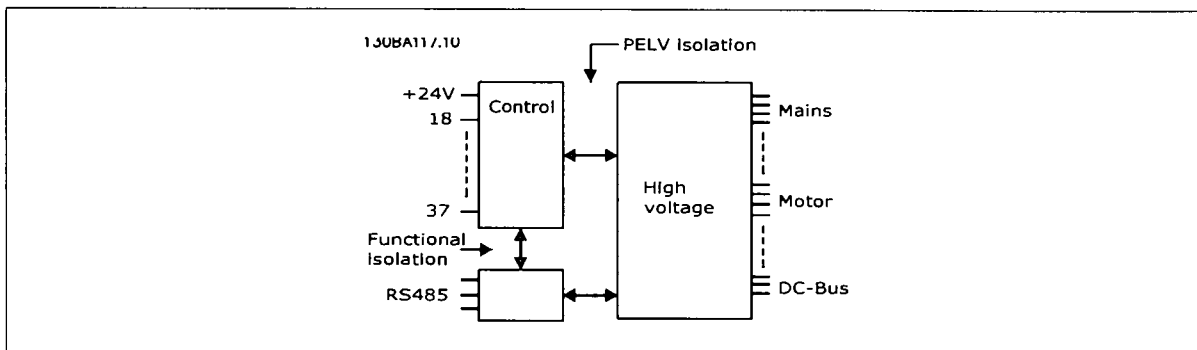 130BA117.10
PELV isolation
+24V
Control
18
Mains
High
voltage
37
Motor
Functional
isolation
RS485
DC-Bus